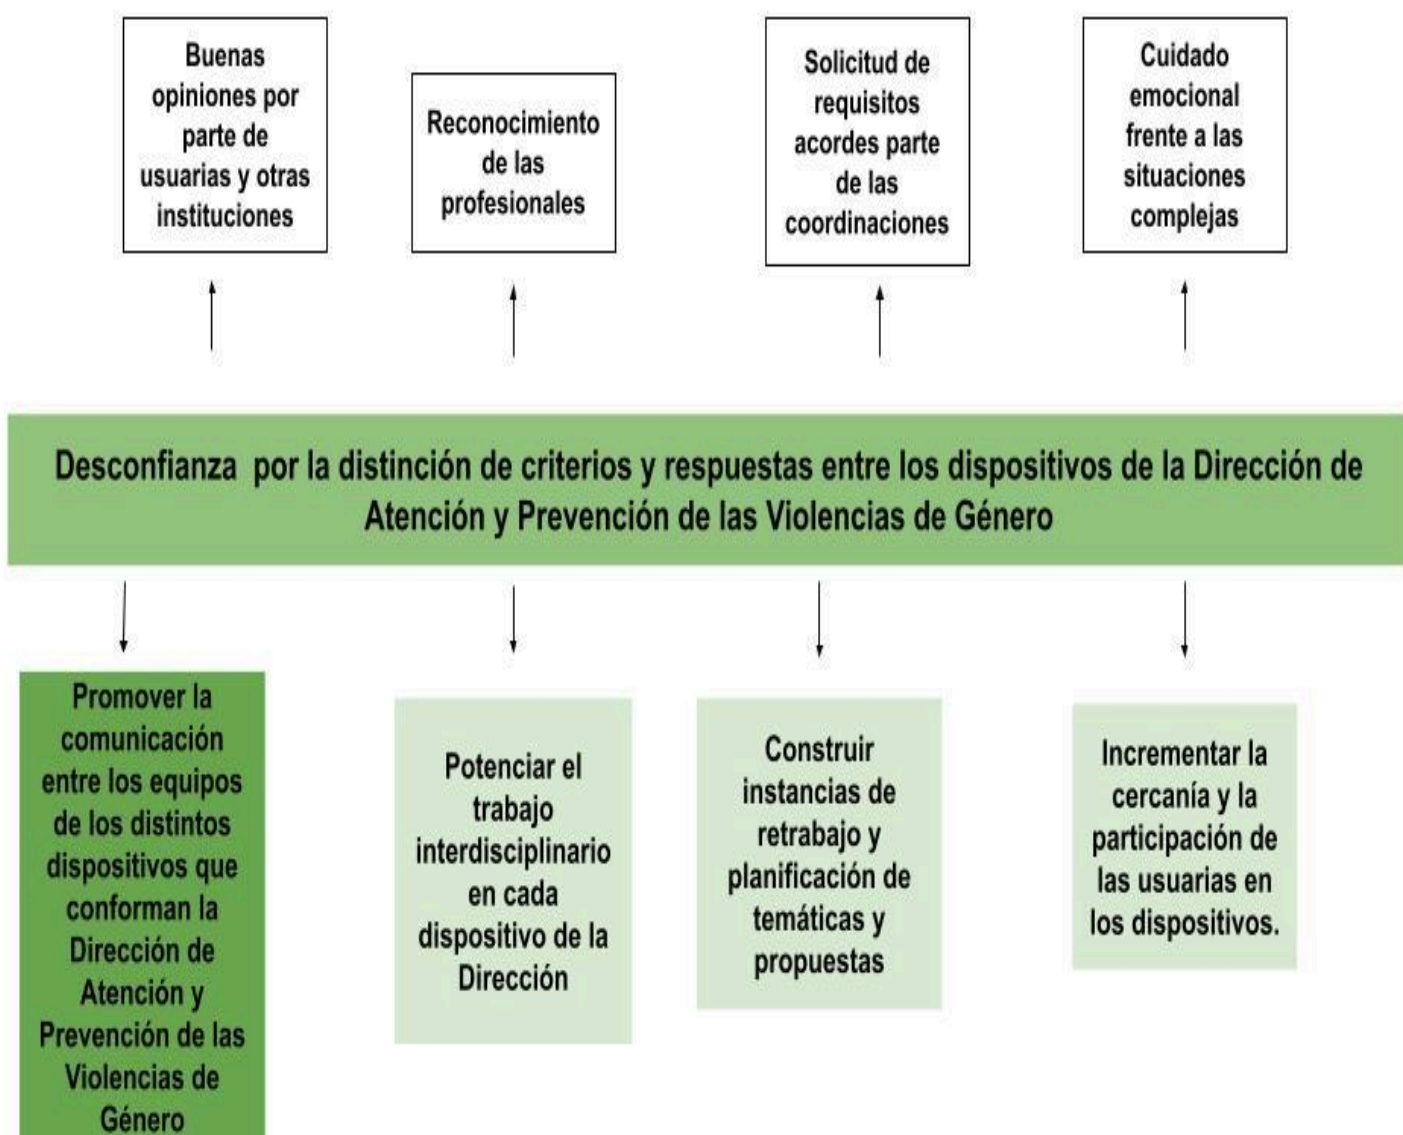 Buenas
opiniones por
parte de
usuarias y otras
instituciones
Reconocimiento
de las
profesionales
Solicitud de
requisitos
acordes parte
de las
coordinaciones
Cuidado
emocional
frente a las
situaciones
complejas
Desconfianza por la distinción de criterios y respuestas entre los dispositivos de la Dirección de
Atención y Prevención de las Violencias de Género
Promover la
comunicación
entre los equipos
de los distintos
dispositivos que
conforman la
Dirección de
Atención y
Prevención de las
Violencias de
Género
Potenciar el
trabajo
interdisciplinario
en cada
dispositivo de la
Dirección
Construir
instancias de
retrabajo y
planificación de
temáticas y
propuestas
Incrementar la
cercanía y la
participación de
las usuarias en
los dispositivos.